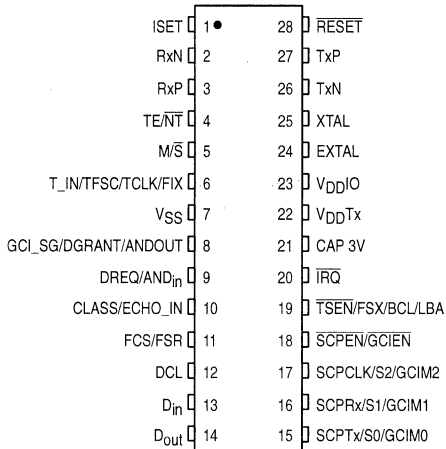 ISET 1 28 RESET
RxN 2 27 TxP
RxP 3 26 TxN
TE/NT 4 25 XTAL
M/S 5 24 EXTAL
T_IN/TFSC/TCLK/FIX 6 23 VDDIO
VSS 7 22 VDDTx
GCI_SG/DGRANT/ANDOUT 8 21 CAP 3V
DREQ/ANDin 9 20 IRQ
CLASS/ECHO_IN 10 19 TSEN/FSX/BCL/LBA
FCS/FSR 11 18 SCPEN/GCIEN
DCL 12 17 SCPCLK/S2/GCIM2
Din 13 16 SCPRx/S1/GCIM1
Dout 14 15 SCPTx/S0/GCIM0